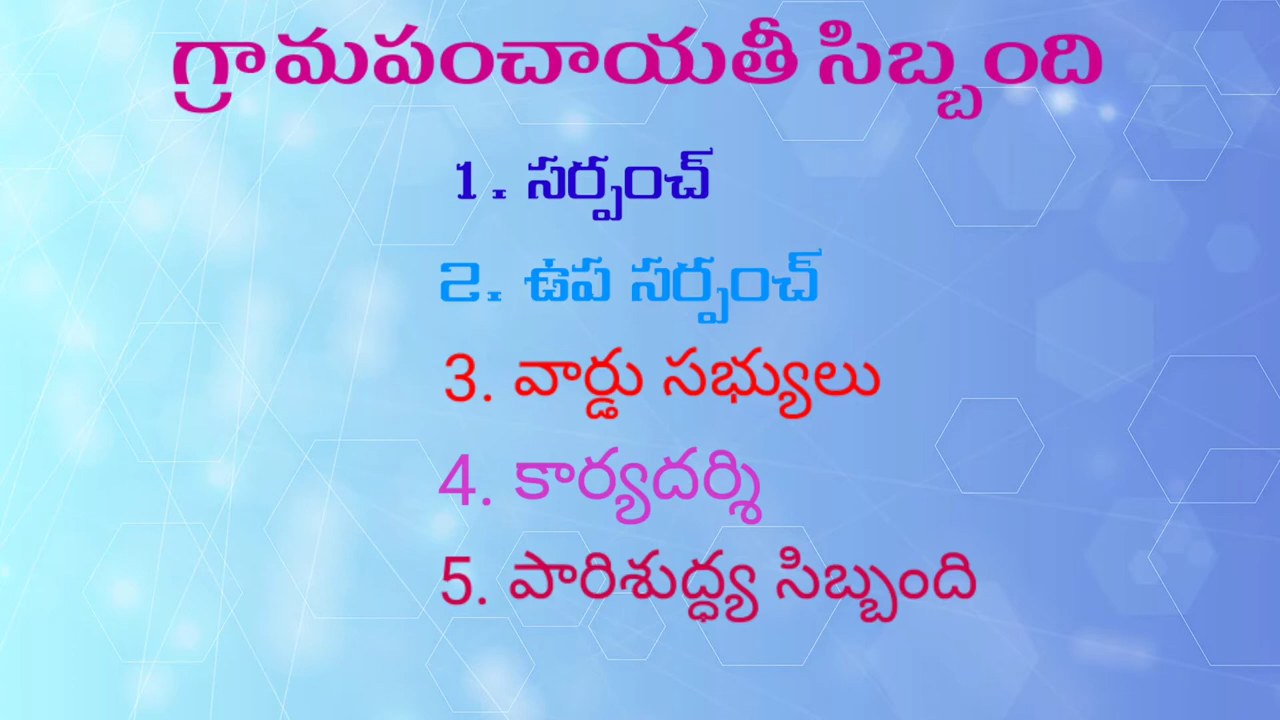 గ్రామపంచాయతీ సిబ్బంది
1. సర్పంచ్
2. ఉప సర్పంచ్
3. వార్డు సభ్యులు
4. కార్యదర్శి
5. పారిశుద్ధ్య సిబ్బంది